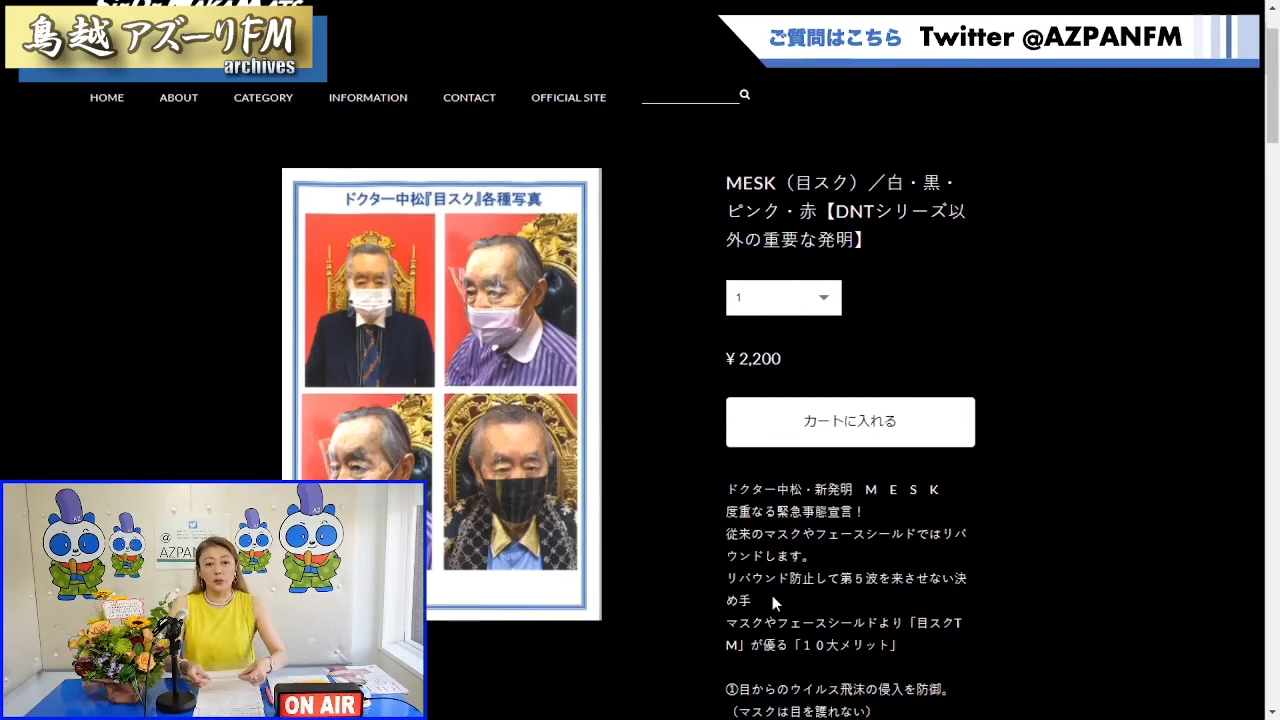 鳥越アズーリFM
archives
ご質問はこちら Twitter @AZPANFM
HOME ABOUT CATEGORY INFORMATION CONTACT OFFICIAL SITE
ドクター中松『目スク』各種写真
MESK（目スク）／白・黒・
ピンク・赤【DNTシリーズ以
外の重要な発明】
1
¥ 2,200
カートに入れる
ドクター中松・新発明　Ｍ　Ｅ　Ｓ　Ｋ
度重なる緊急事態宣言！
従来のマスクやフェースシールドではリバ
ウンドします。
リバウンド防止して第５波を来させない決
め手
マスクやフェースシールドより「目スクT
M」が優る「１０大メリット」
①目からのウイルス飛沫の侵入を防御。
（マスクは目を護れない）
@
AZPAN
AZ
ON AIR